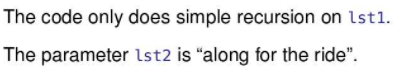 The code only does simple recursion on lst1.
The parameter lst2 is “along for the ride”.